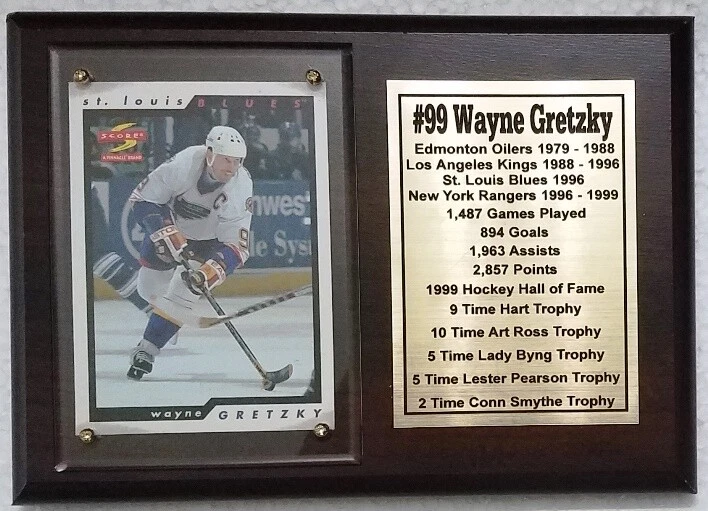 st. louis BLUES
SCORE
A PINNACLE BRAND
wayne GRETZKY
#99 Wayne Gretzky
Edmonton Oilers 1979 - 1988
Los Angeles Kings 1988 - 1996
St. Louis Blues 1996
New York Rangers 1996 - 1999
1,487 Games Played
894 Goals
1,963 Assists
2,857 Points
1999 Hockey Hall of Fame
9 Time Hart Trophy
10 Time Art Ross Trophy
5 Time Lady Byng Trophy
5 Time Lester Pearson Trophy
2 Time Conn Smythe Trophy